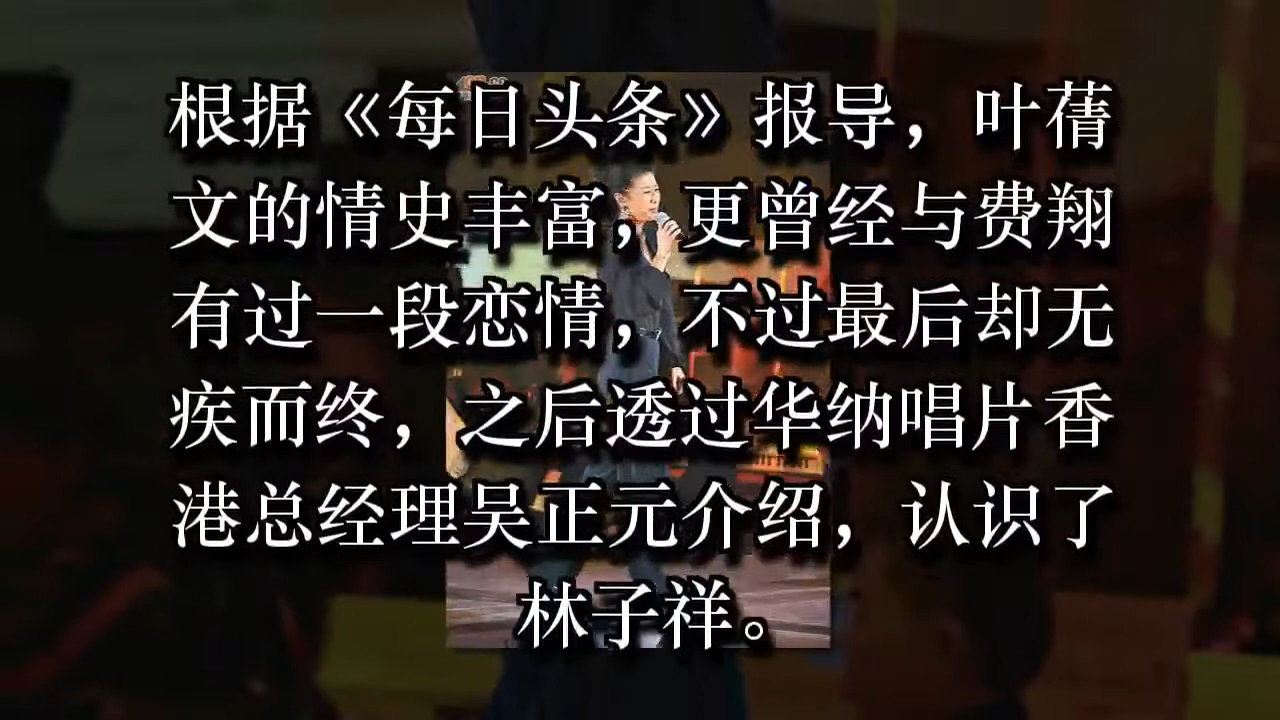 根据《每日头条》报导，叶蒨
文的情史丰富，更曾经与费翔
有过一段恋情，不过最后却无
疾而终，之后透过华纳唱片香
港总经理吴正元介绍，认识了
林子祥。